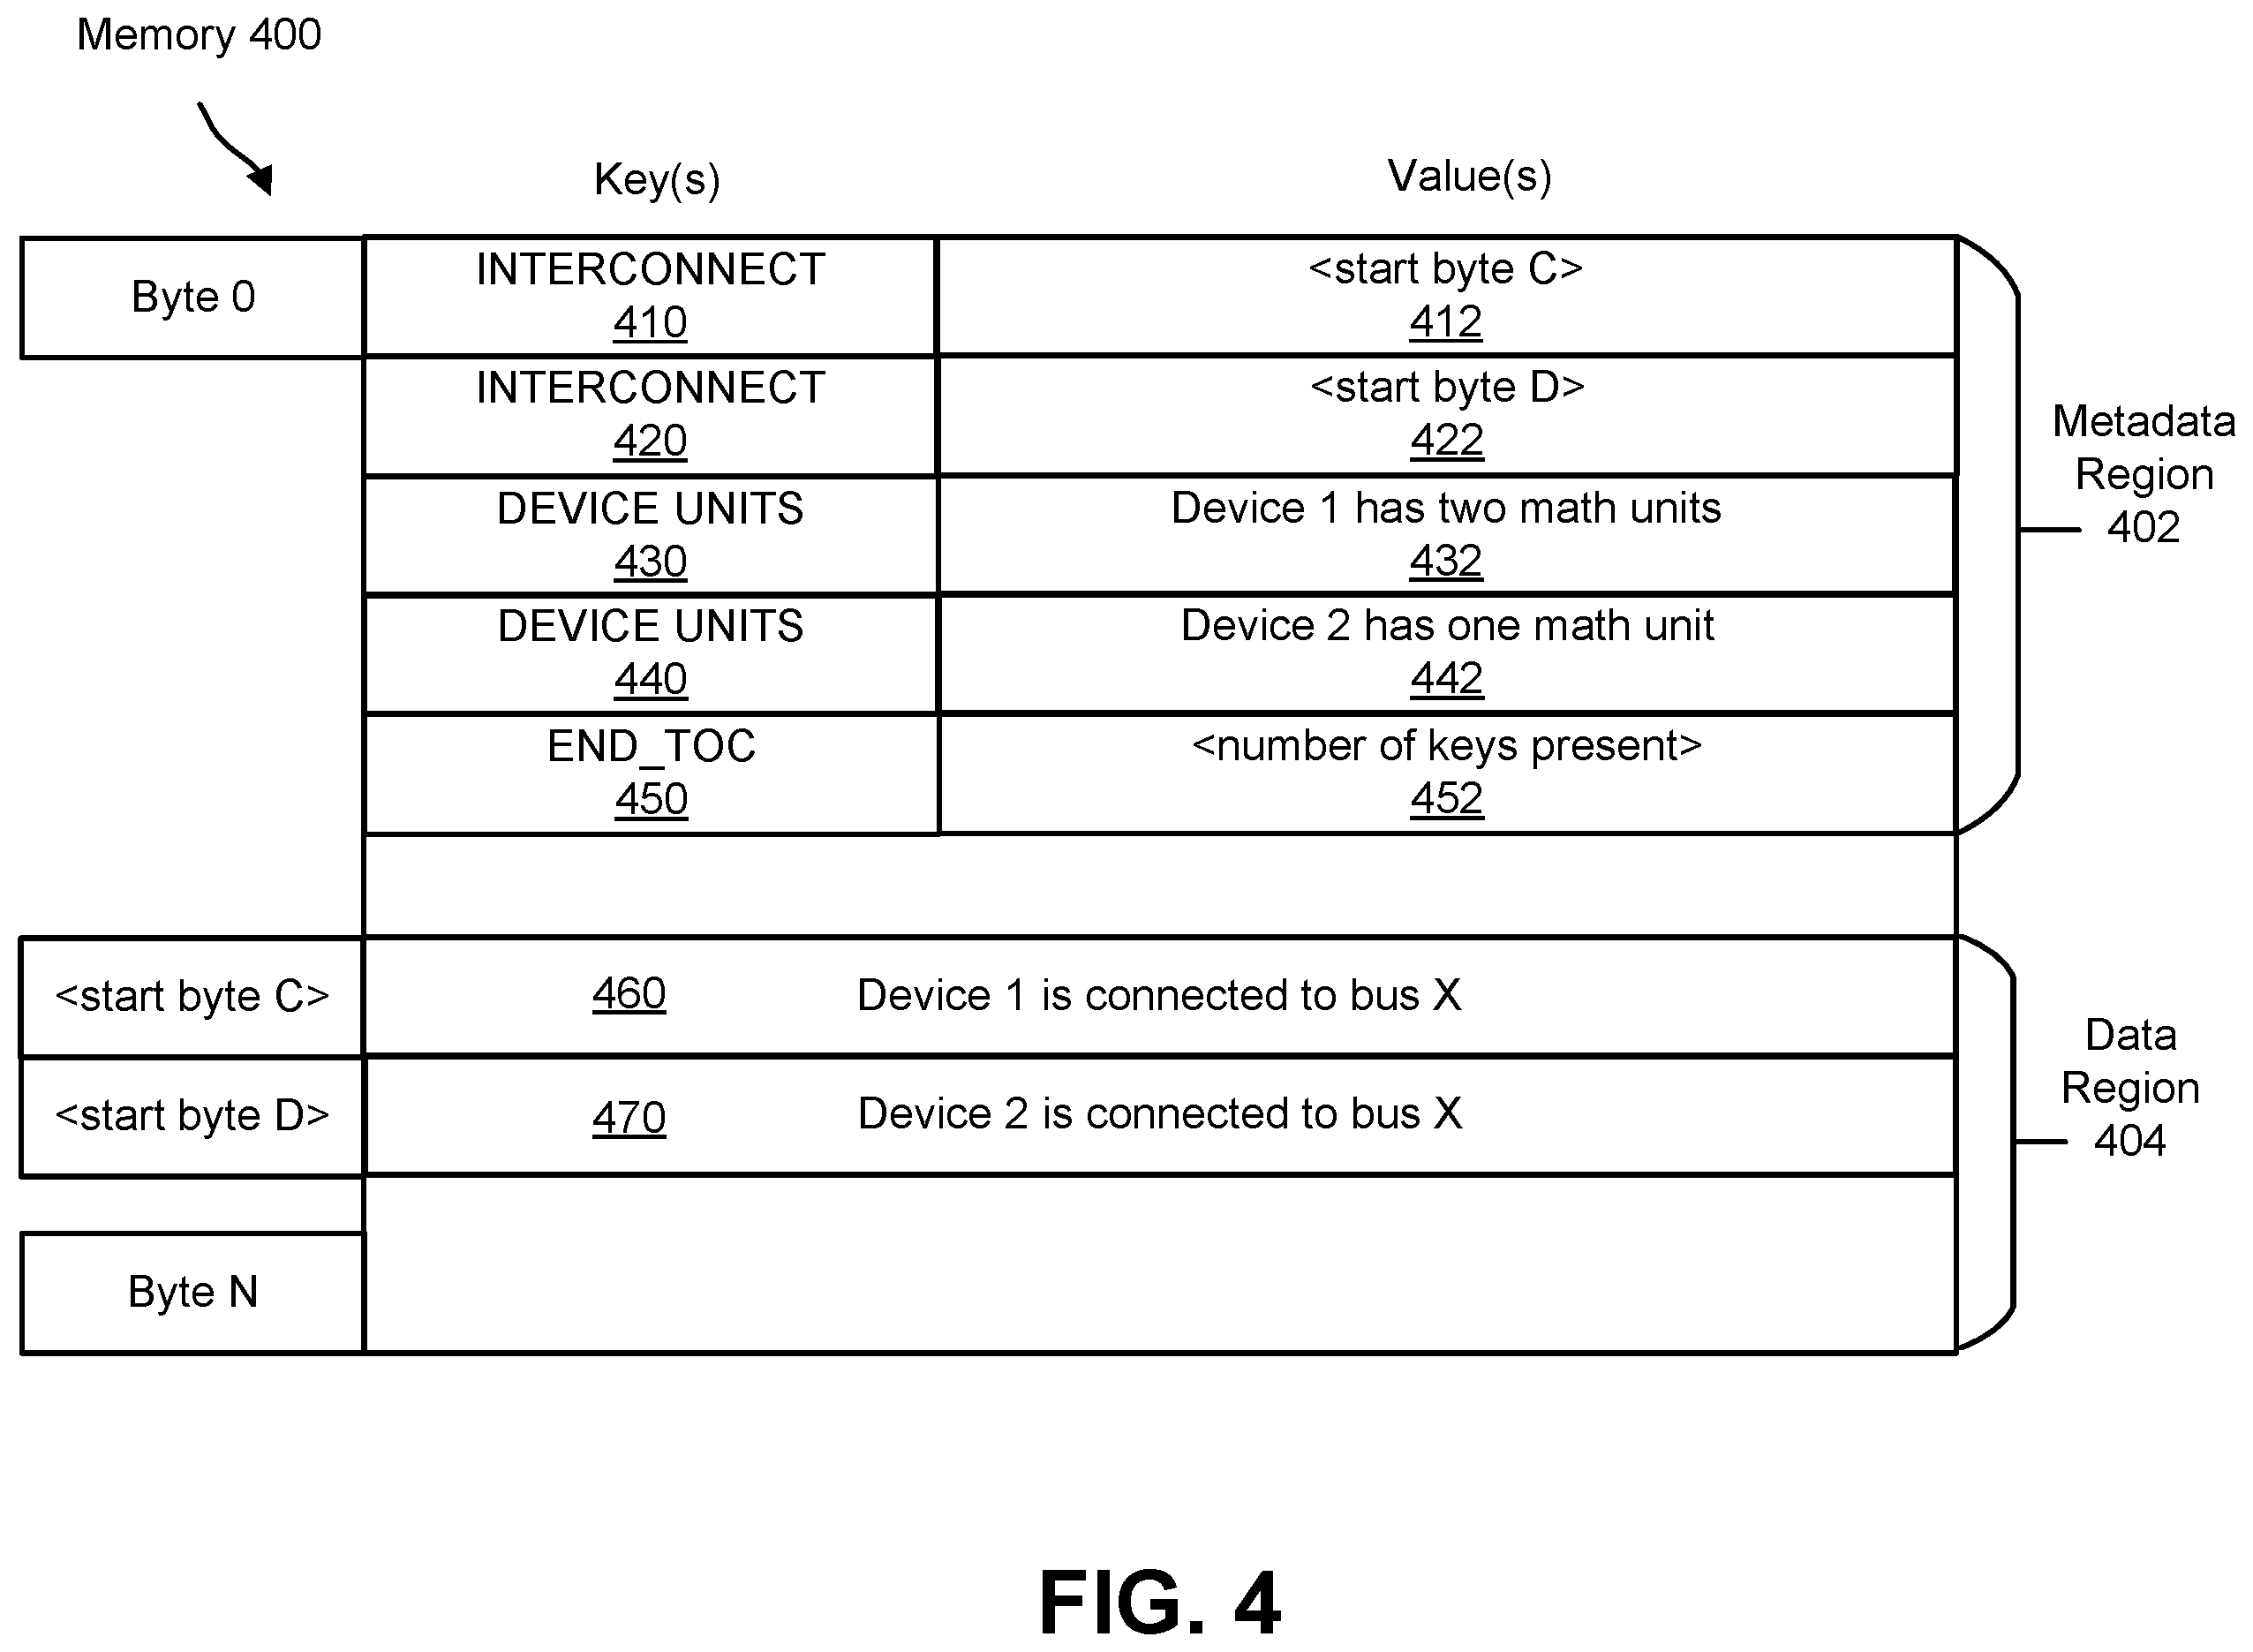 Memory 400
Key(s)
Value(s)
Byte 0
INTERCONNECT
410
<start byte C>
412
INTERCONNECT
420
<start byte D>
422
DEVICE UNITS
430
Device 1 has two math units
432
DEVICE UNITS
440
Device 2 has one math unit
442
END_TOC
450
<number of keys present>
452
Metadata
Region
402
<start byte C>
460 Device 1 is connected to bus X
<start byte D>
470 Device 2 is connected to bus X
Byte N
Data
Region
404
FIG. 4